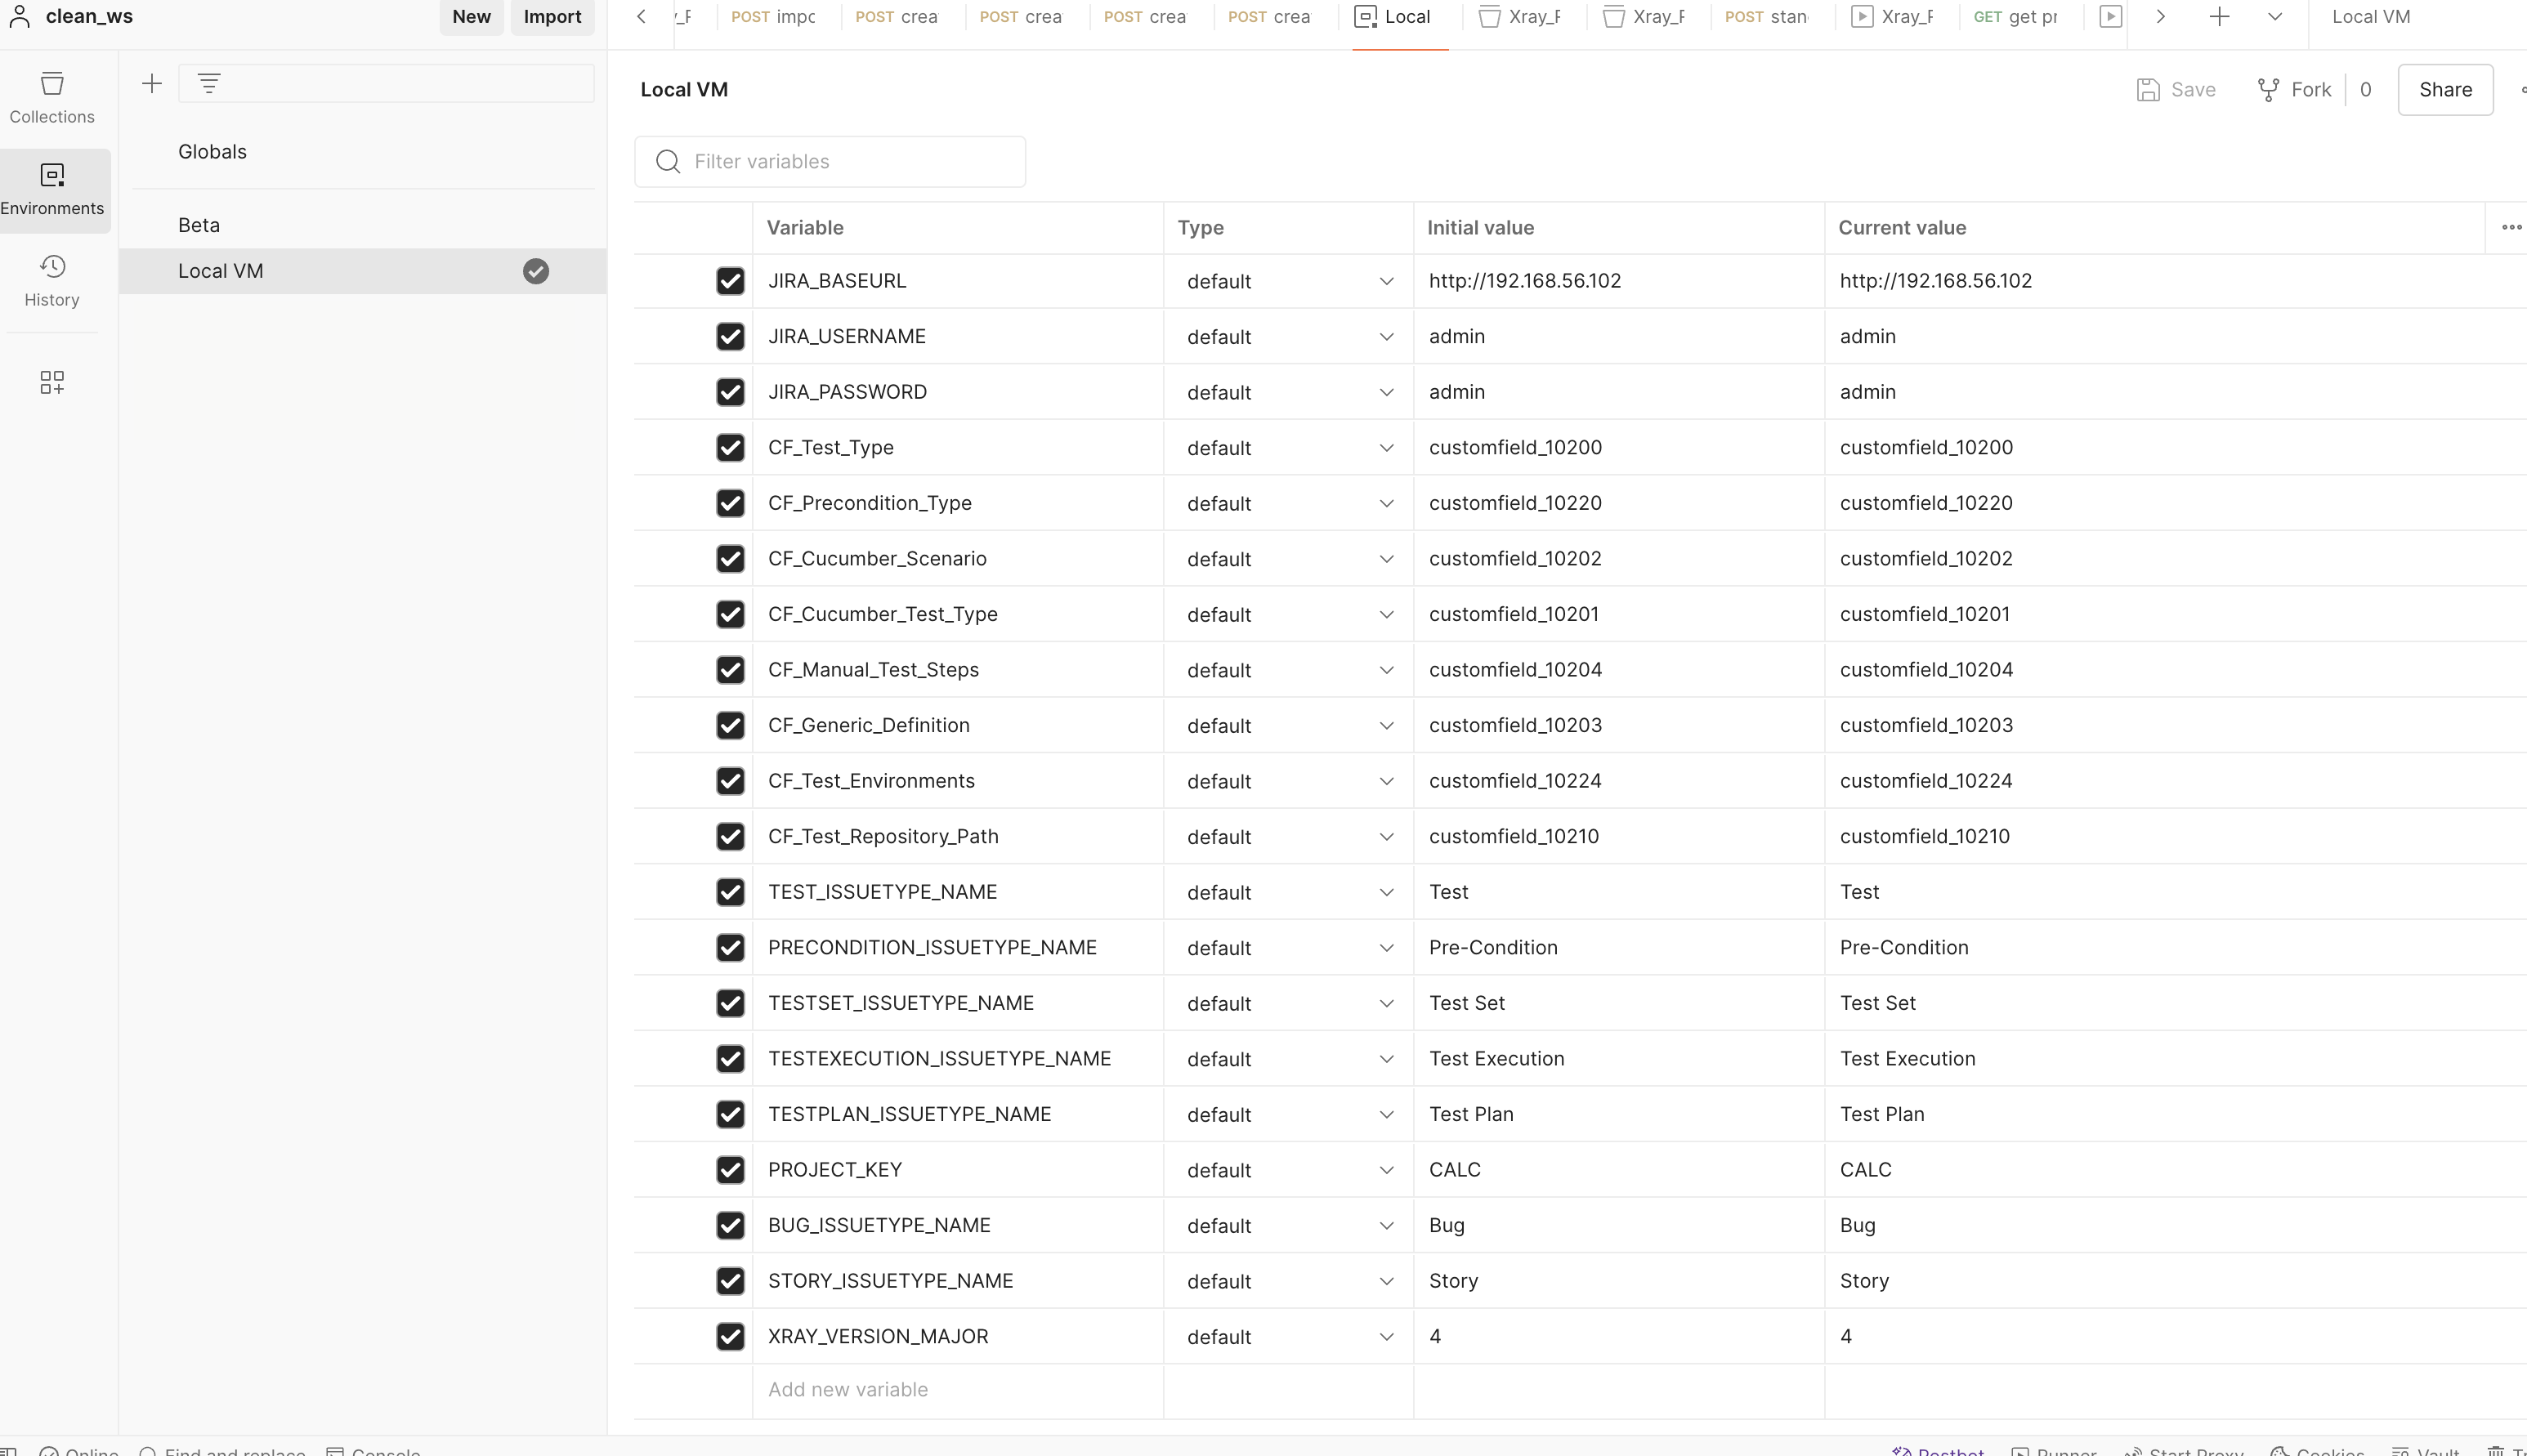 clean_ws New Import POST impc POST crea POST crea POST crea POST crea Local Xray_F Xray_F POST stan Xray_F GET get pr Local VM
Collections
Environments
History
Globals
Beta
Local VM
Local VM Save Fork 0 Share
Filter variables
Variable Type Initial value Current value
JIRA_BASEURL default http://192.168.56.102 http://192.168.56.102
JIRA_USERNAME default admin admin
JIRA_PASSWORD default admin admin
CF_Test_Type default customfield_10200 customfield_10200
CF_Precondition_Type default customfield_10220 customfield_10220
CF_Cucumber_Scenario default customfield_10202 customfield_10202
CF_Cucumber_Test_Type default customfield_10201 customfield_10201
CF_Manual_Test_Steps default customfield_10204 customfield_10204
CF_Generic_Definition default customfield_10203 customfield_10203
CF_Test_Environments default customfield_10224 customfield_10224
CF_Test_Repository_Path default customfield_10210 customfield_10210
TEST_ISSUETYPE_NAME default Test Test
PRECONDITION_ISSUETYPE_NAME default Pre-Condition Pre-Condition
TESTSET_ISSUETYPE_NAME default Test Set Test Set
TESTEXECUTION_ISSUETYPE_NAME default Test Execution Test Execution
TESTPLAN_ISSUETYPE_NAME default Test Plan Test Plan
PROJECT_KEY default CALC CALC
BUG_ISSUETYPE_NAME default Bug Bug
STORY_ISSUETYPE_NAME default Story Story
XRAY_VERSION_MAJOR default 4 4
Add new variable
Online Find and replace Console Postbot Runner Start Proxy Cookies Vault